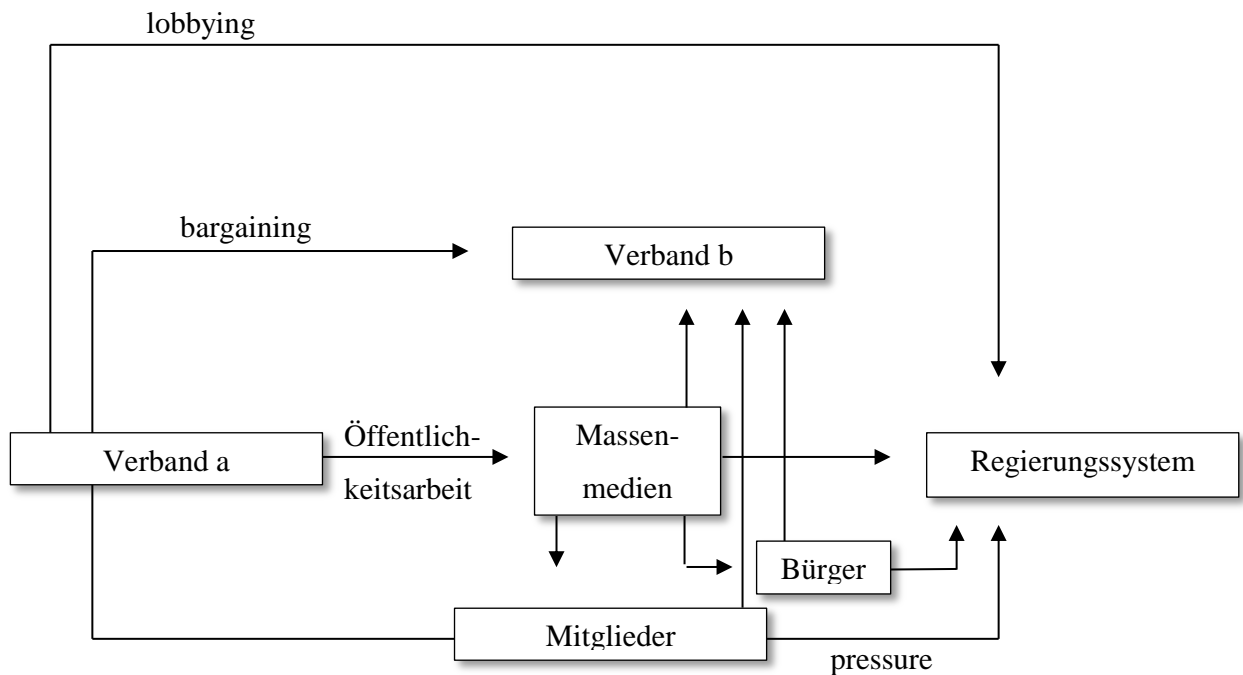 lobbying
bargaining
Verband b
Verband a
Öffentlich-
keitsarbeit
Massen-
medien
Regierungssystem
Bürger
Mitglieder
pressure